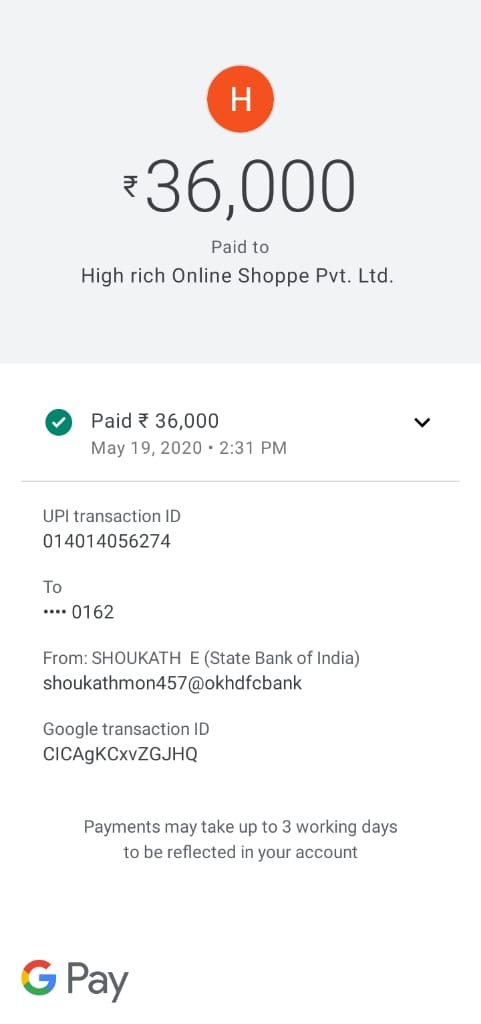 H
₹36,000
Paid to
High rich Online Shoppe Pvt. Ltd.
Paid ₹ 36,000
May 19, 2020 • 2:31 PM
UPI transaction ID
014014056274
To
•••• 0162
From: SHOUKATH  E (State Bank of India)
shoukathmon457@okhdfcbank
Google transaction ID
CICAgKCxvZGJHQ
Payments may take up to 3 working days
to be reflected in your account
G Pay